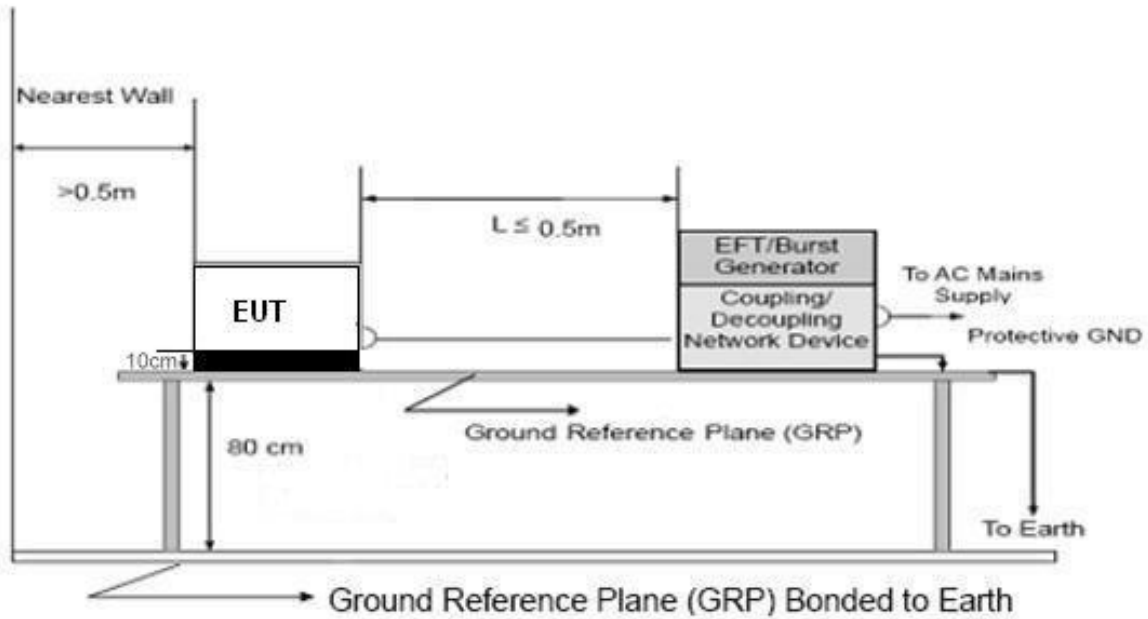 Nearest Wall
>0.5m
L ≤ 0.5m
EUT
10cm
EFT/Burst
Generator
Coupling/
Decoupling
Network Device
To AC Mains
Supply
Protective GND
Ground Reference Plane (GRP)
80 cm
To Earth
Ground Reference Plane (GRP) Bonded to Earth